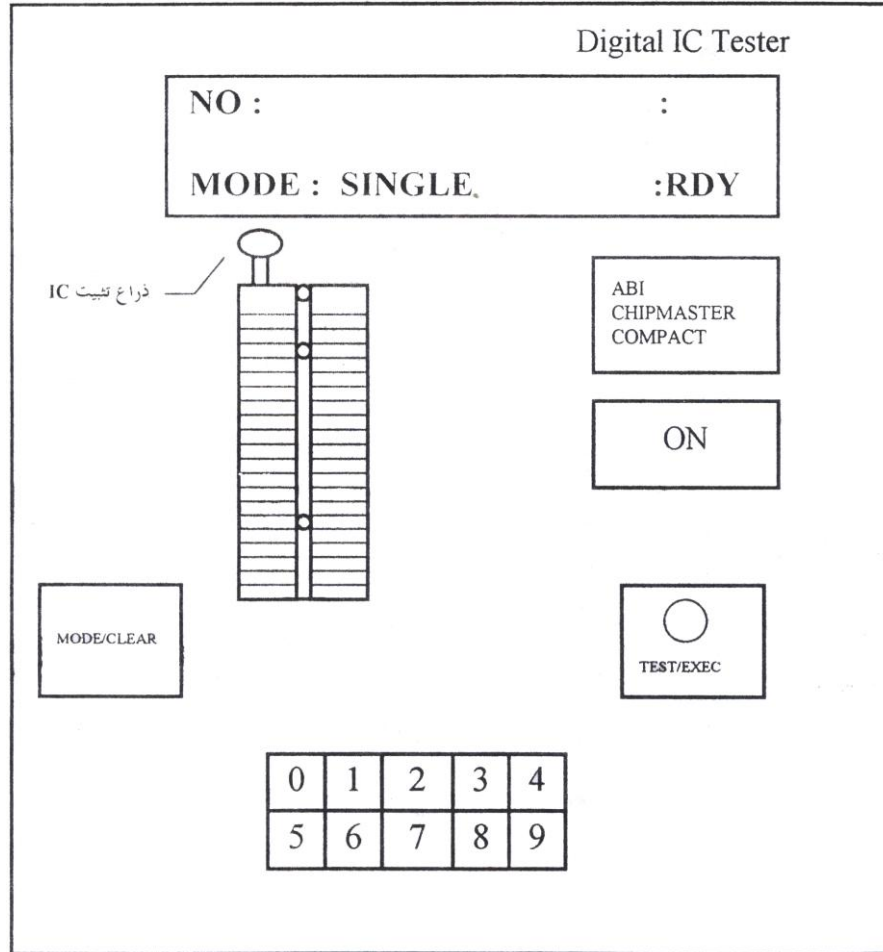 Digital IC Tester
NO : :
MODE : SINGLE. :RDY
ذراع تثبيت IC
ABI
CHIPMASTER
COMPACT
ON
MODE/CLEAR
TEST/EXEC
0 1 2 3 4
5 6 7 8 9